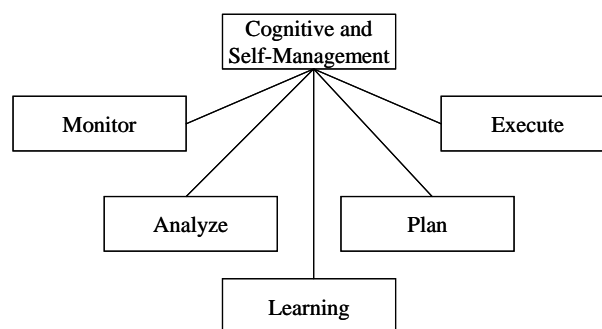 Cognitive and
Self-Management
Monitor
Execute
Analyze
Plan
Learning